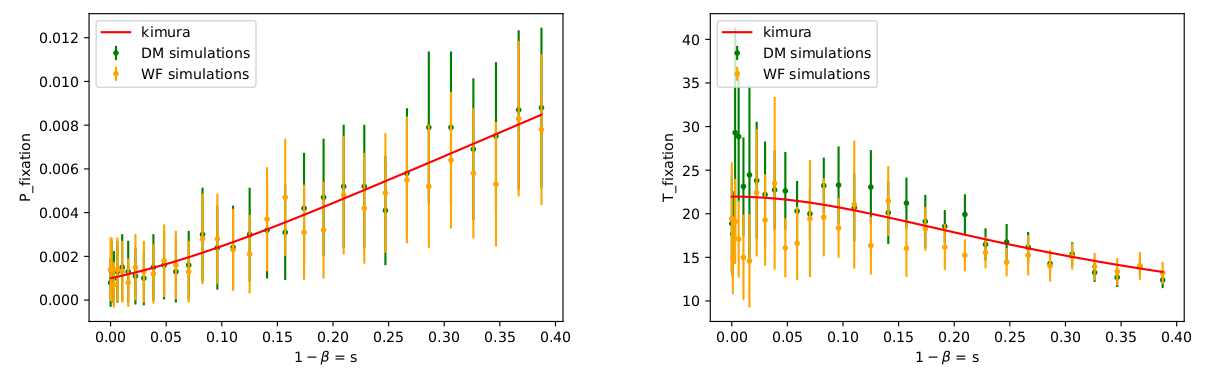 P_fixation
0.012
0.010
0.008
0.006
0.004
0.002
0.000
kimura
DM simulations
WF simulations
0.00 0.05 0.10 0.15 0.20 0.25 0.30 0.35 0.40
1 − β = s
T_fixation
40
35
30
25
20
15
10
kimura
DM simulations
WF simulations
0.00 0.05 0.10 0.15 0.20 0.25 0.30 0.35 0.40
1 − β = s